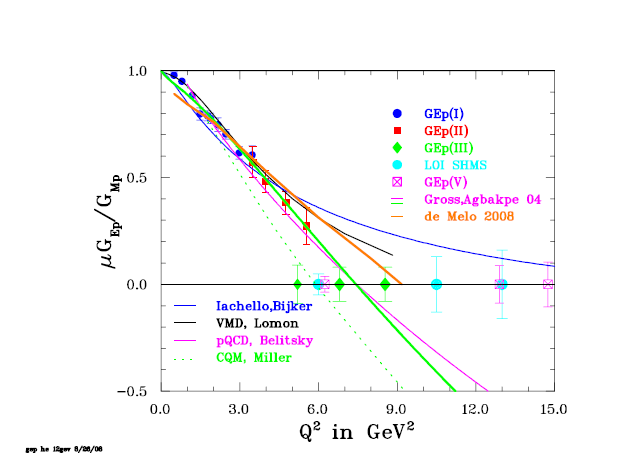 1.0
0.5
0.0
−0.5
μG_Ep/G_Mp
GEp(I)
GEp(II)
GEp(III)
LOI SHMS
GEp(V)
Gross,Agbakpe 04
de Melo 2008
Iachello,Bijker
VMD, Lomon
pQCD, Belitsky
CQM, Miller
0.0 3.0 6.0 9.0 12.0 15.0
Q² in GeV²
gep he 12gev 8/26/08